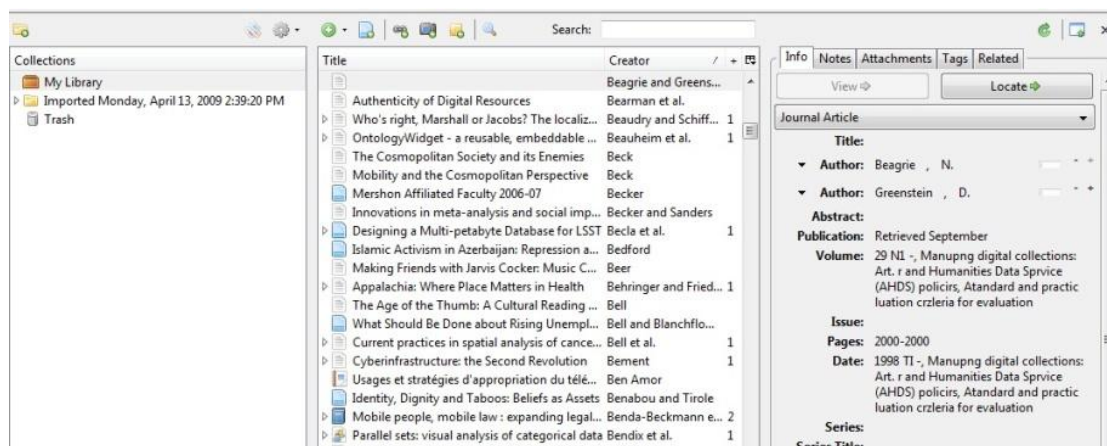 Search:
Collections
My Library
Imported Monday, April 13, 2009 2:39:20 PM
Trash
Title Creator
Beagrie and Greens...
Authenticity of Digital Resources Bearman et al.
Who's right, Marshall or Jacobs? The localiz... Beaudry and Schiff... 1
OntologyWidget - a reusable, embeddable ... Beauheim et al. 1
The Cosmopolitan Society and its Enemies Beck
Mobility and the Cosmopolitan Perspective Beck
Mershon Affiliated Faculty 2006-07 Becker
Innovations in meta-analysis and social imp... Becker and Sanders
Designing a Multi-petabyte Database for LSST Becla et al. 1
Islamic Activism in Azerbaijan: Repression a... Bedford
Making Friends with Jarvis Cocker: Music C... Beer
Appalachia: Where Place Matters in Health Behringer and Fried... 1
The Age of the Thumb: A Cultural Reading ... Bell
What Should Be Done about Rising Unempl... Bell and Blanchflo...
Current practices in spatial analysis of cance... Bell et al. 1
Cyberinfrastructure: the Second Revolution Bement 1
Usages et stratégies d'appropriation du télé... Ben Amor
Identity, Dignity and Taboos: Beliefs as Assets Benabou and Tirole
Mobile people, mobile law : expanding legal... Benda-Beckmann e... 2
Parallel sets: visual analysis of categorical data Bendix et al. 1
Info Notes Attachments Tags Related
View Locate
Journal Article
Title:
Author: Beagrie , N.
Author: Greenstein , D.
Abstract:
Publication: Retrieved September
Volume: 29 N1 -, Manupng digital collections:
Art. r and Humanities Data Sprvice
(AHDS) policirs, Atandard and practic
luation crzleria for evaluation
Issue:
Pages: 2000-2000
Date: 1998 TI -, Manupng digital collections:
Art. r and Humanities Data Sprvice
(AHDS) policirs, Atandard and practic
luation crzleria for evaluation
Series:
Series Title: